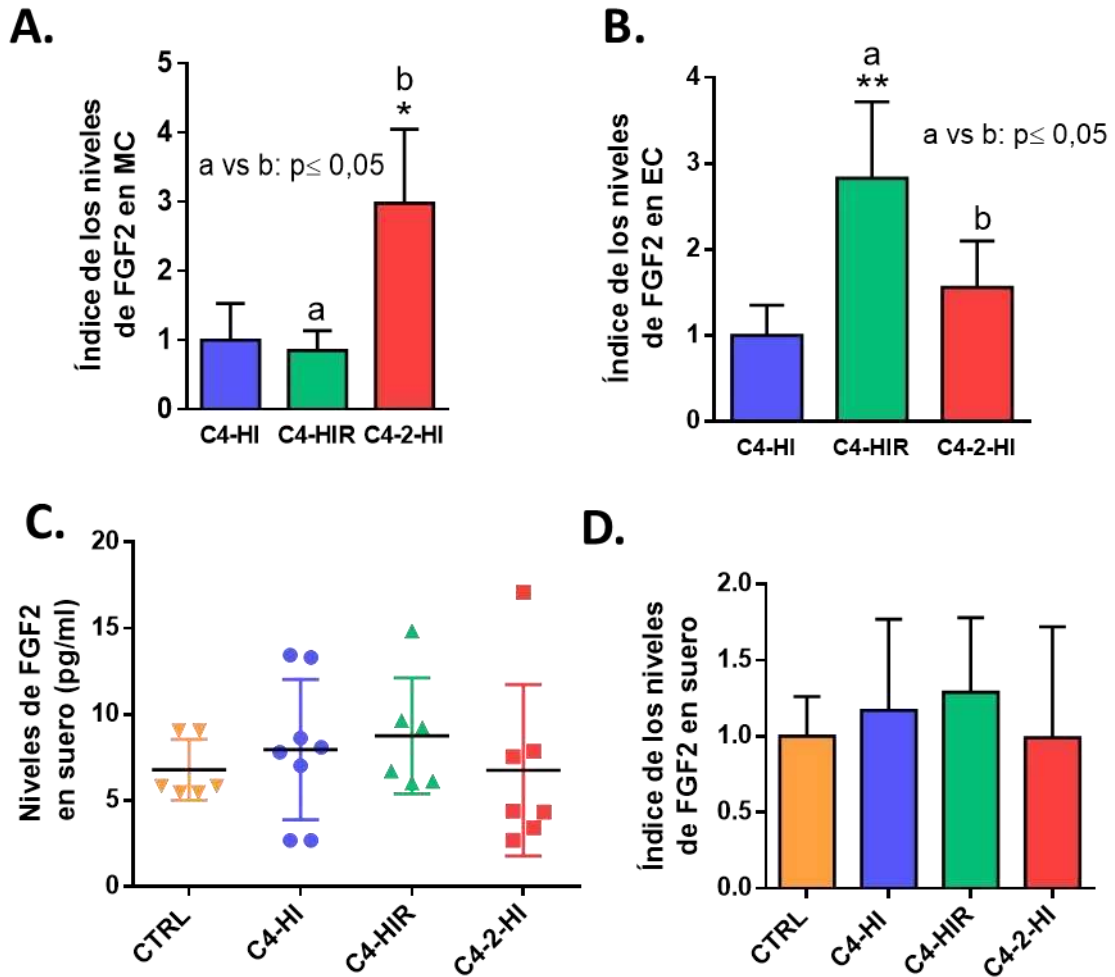 A.
Índice de los niveles
de FGF2 en MC
5
4
3
2
1
0
a vs b: p≤ 0,05
a
b
*
C4-HI C4-HIR C4-2-HI
B.
Índice de los niveles
de FGF2 en EC
4
3
2
1
0
a
**
a vs b: p≤ 0,05
b
C4-HI C4-HIR C4-2-HI
C.
Niveles de FGF2
en suero (pg/ml)
20
15
10
5
0
CTRL
C4-HI
C4-HIR
C4-2-HI
D.
Índice de los niveles
de FGF2 en suero
2.0
1.5
1.0
0.5
0.0
CTRL
C4-HI
C4-HIR
C4-2-HI